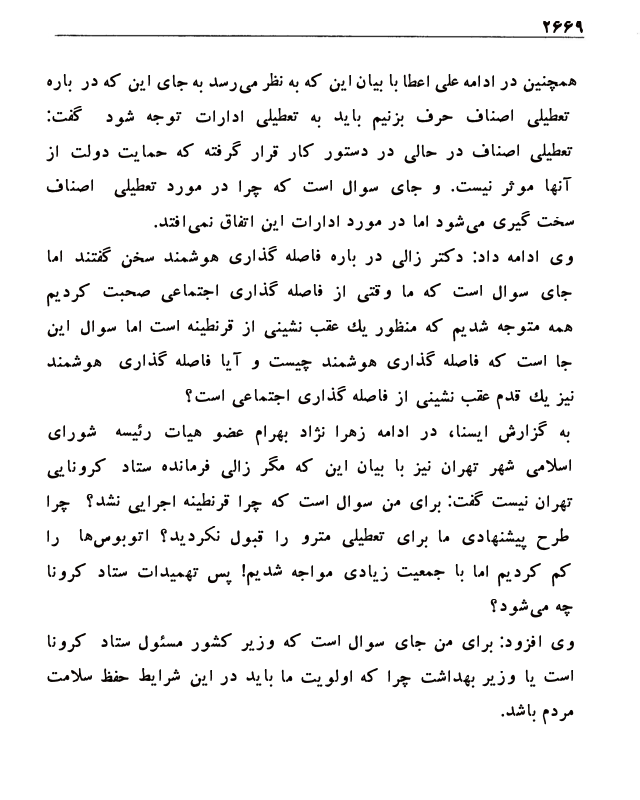 ۲۶۶۹
همچنین در ادامه علی اعطا با بیان این که به نظر می‌رسد به جای این که در باره
تعطیلی اصناف حرف بزنیم باید به تعطیلی ادارات توجه شود گفت:
تعطیلی اصناف در حالی در دستور کار قرار گرفته که حمایت دولت از
آنها موثر نیست. و جای سوال است که چرا در مورد تعطیلی اصناف
سخت گیری می‌شود اما در مورد ادارات این اتفاق نمی‌افتد.
وی ادامه داد: دکتر زالی در باره فاصله گذاری هوشمند سخن گفتند اما
جای سوال است که ما وقتی از فاصله گذاری اجتماعی صحبت کردیم
همه متوجه شدیم که منظور یك عقب نشینی از قرنطینه است اما سوال این
جا است که فاصله گذاری هوشمند چیست و آیا فاصله گذاری هوشمند
نیز یك قدم عقب نشینی از فاصله گذاری اجتماعی است؟
به گزارش ایسنا، در ادامه زهرا نژاد بهرام عضو هیات رئیسه شورای
اسلامی شهر تهران نیز با بیان این که مگر زالی فرمانده ستاد کرونایی
تهران نیست گفت: برای من سوال است که چرا قرنطینه اجرایی نشد؟ چرا
طرح پیشنهادی ما برای تعطیلی مترو را قبول نکردید؟ اتوبوس‌ها را
کم کردیم اما با جمعیت زیادی مواجه شدیم! پس تهمیدات ستاد کرونا
چه می‌شود؟
وی افزود: برای من جای سوال است که وزیر کشور مسئول ستاد کرونا
است یا وزیر بهداشت چرا که اولویت ما باید در این شرایط حفظ سلامت
مردم باشد.